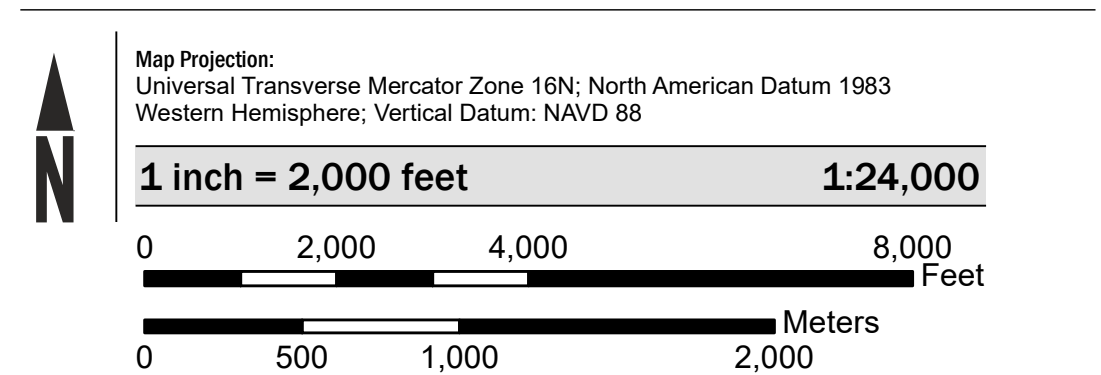 Map Projection:
Universal Transverse Mercator Zone 16N; North American Datum 1983
Western Hemisphere; Vertical Datum: NAVD 88
N
1 inch = 2,000 feet 1:24,000
0 2,000 4,000 8,000
Feet
Meters
0 500 1,000 2,000